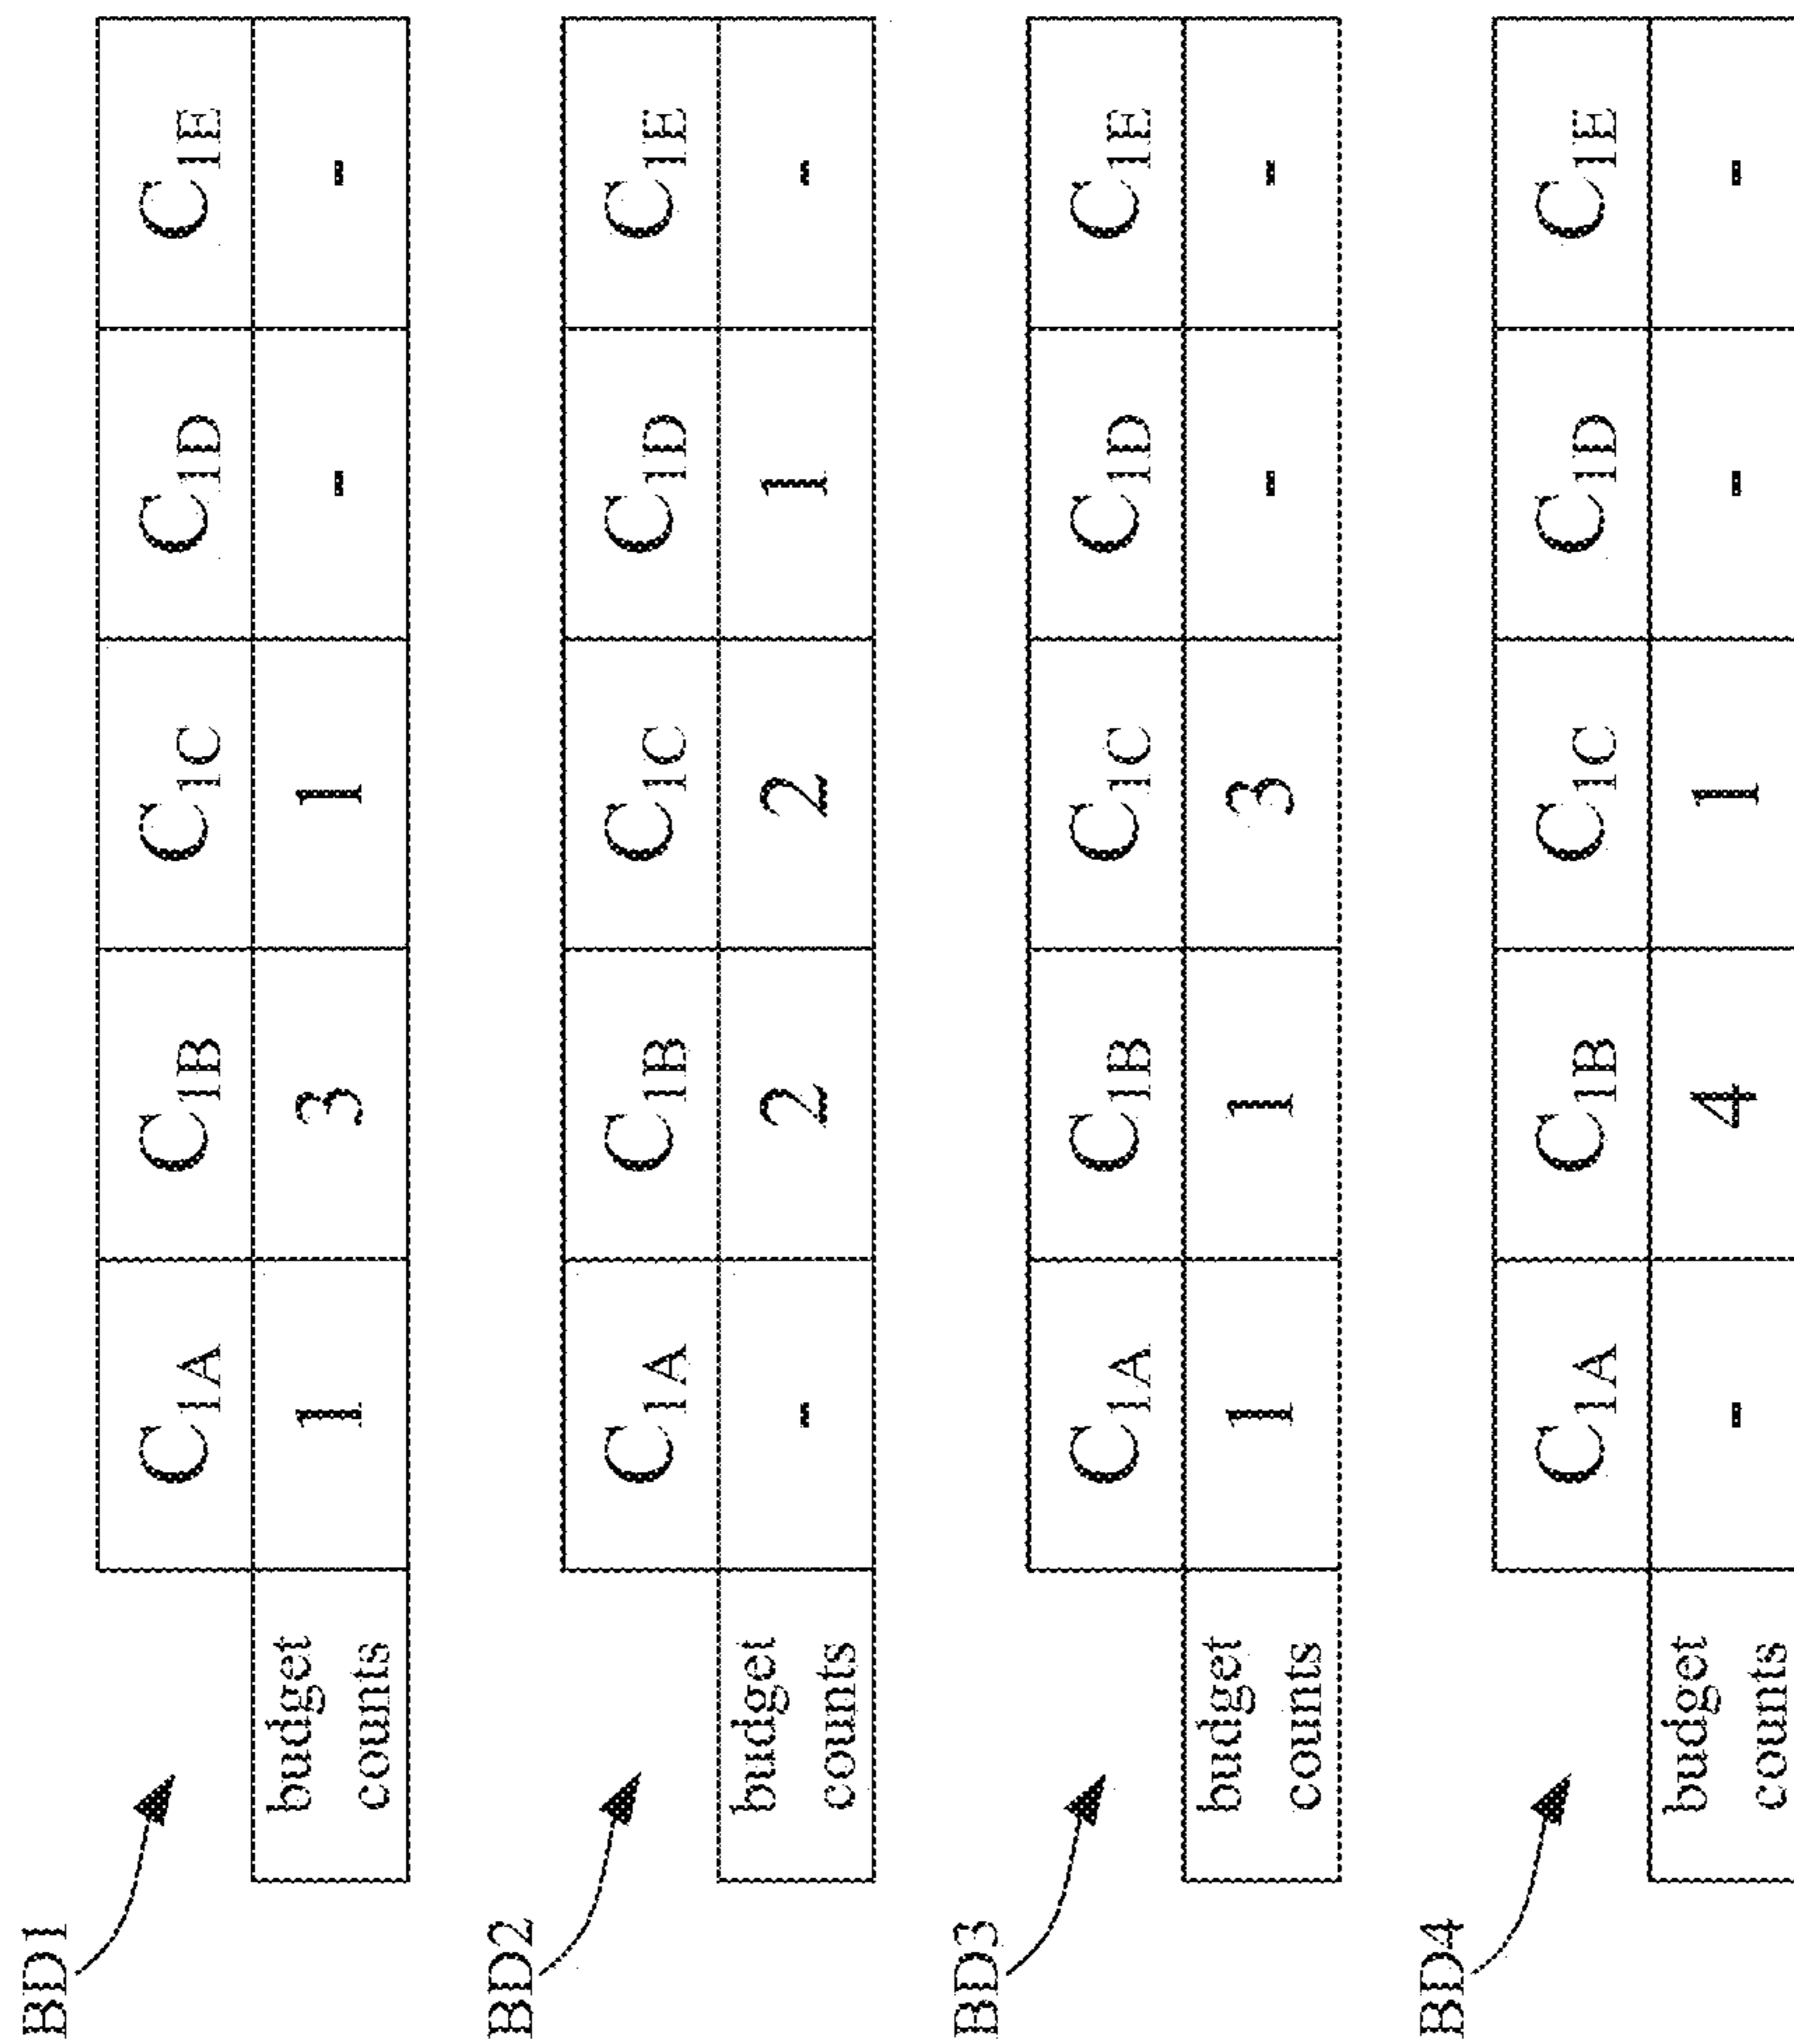 BD1
C1A C1B C1C C1D C1E
budget counts 1 3 1 - -
BD2
C1A C1B C1C C1D C1E
budget counts - 2 2 1 -
BD3
C1A C1B C1C C1D C1E
budget counts 1 1 3 - -
BD4
C1A C1B C1C C1D C1E
budget counts - 4 1 - -